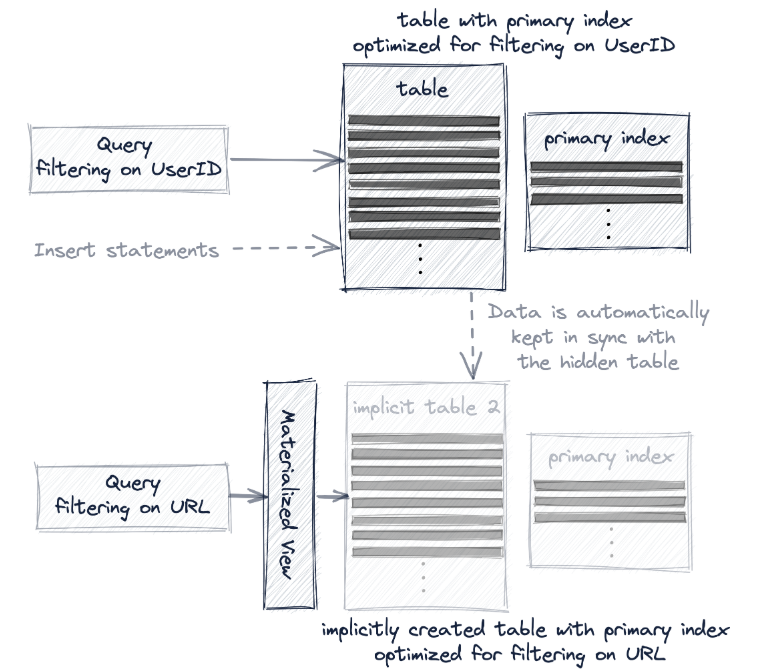 table with primary index
optimized for filtering on UserID
table
primary index
Query
filtering on UserID
Insert statements
Data is automatically
kept in sync with
the hidden table
implicit table 2
primary index
Materialized View
Query
filtering on URL
implicitly created table with primary index
optimized for filtering on URL